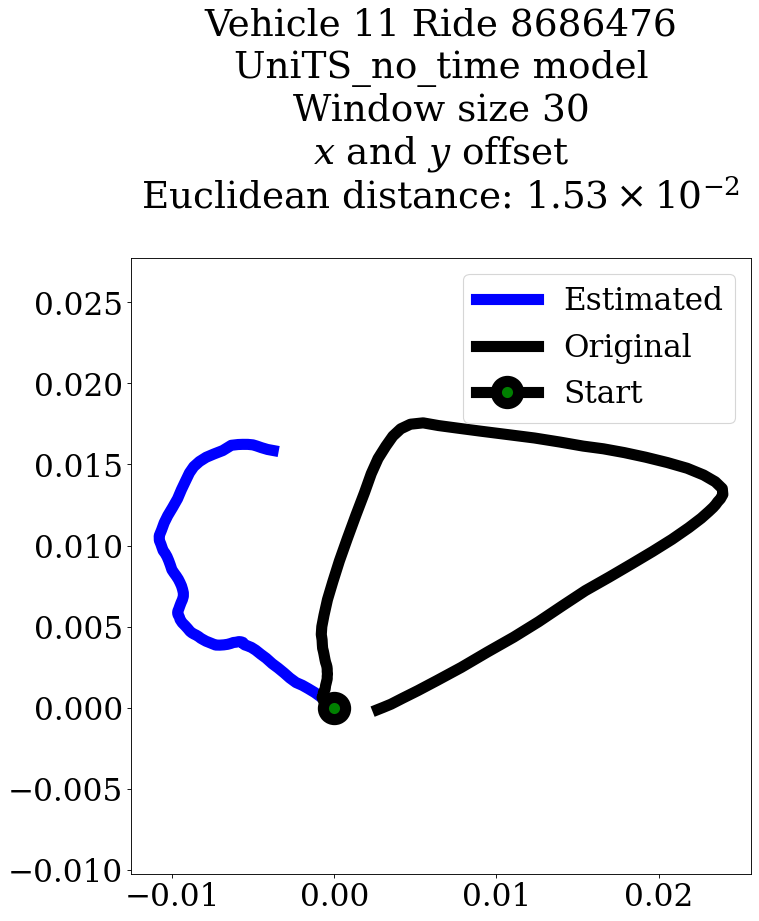 Vehicle 11 Ride 8686476
UniTS_no_time model
Window size 30
x and y offset
Euclidean distance: 1.53 × 10⁻²
Estimated
Original
Start
0.025
0.020
0.015
0.010
0.005
0.000
−0.005
−0.010
−0.01 0.00 0.01 0.02